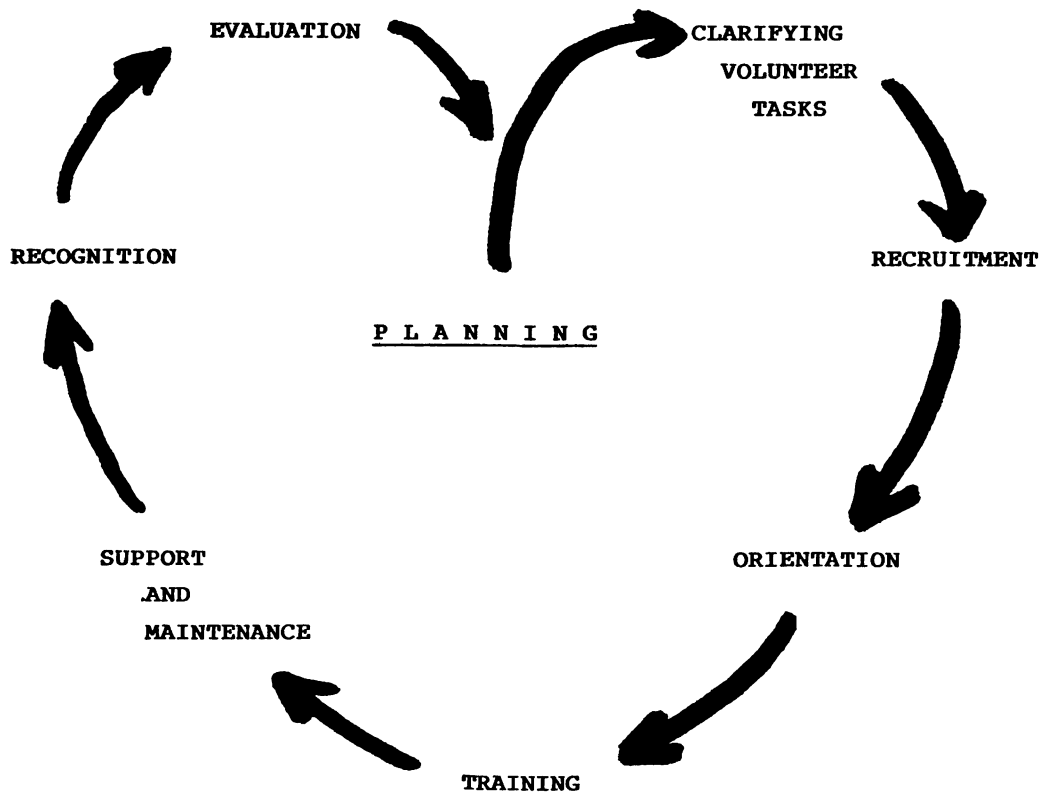 EVALUATION
CLARIFYING
VOLUNTEER
TASKS
RECOGNITION
RECRUITMENT
P L A N N I N G
SUPPORT
AND
MAINTENANCE
ORIENTATION
TRAINING